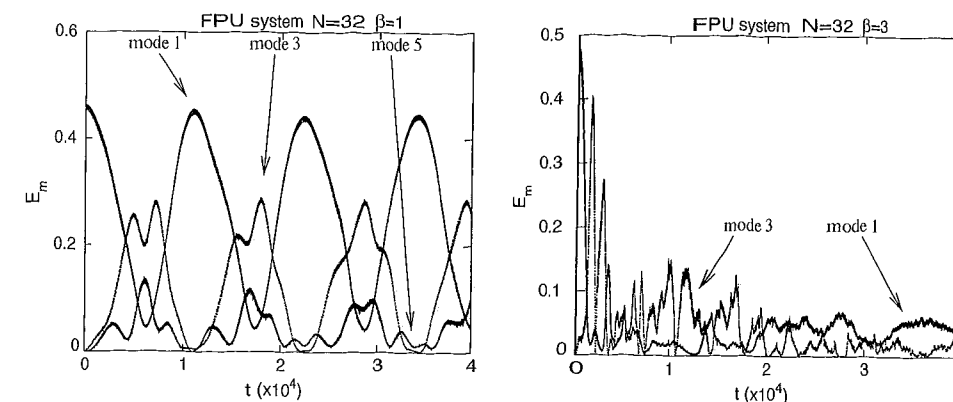 FPU system N=32 β=1
mode 1
mode 3
mode 5
0.6
0.4
0.2
0
E_m
0
1
2
3
4
t (x10^4)
FPU system N=32 β=3
0.5
0.4
0.3
0.2
0.1
0
E_m
mode 3
mode 1
0
1
2
3
t (x10^4)